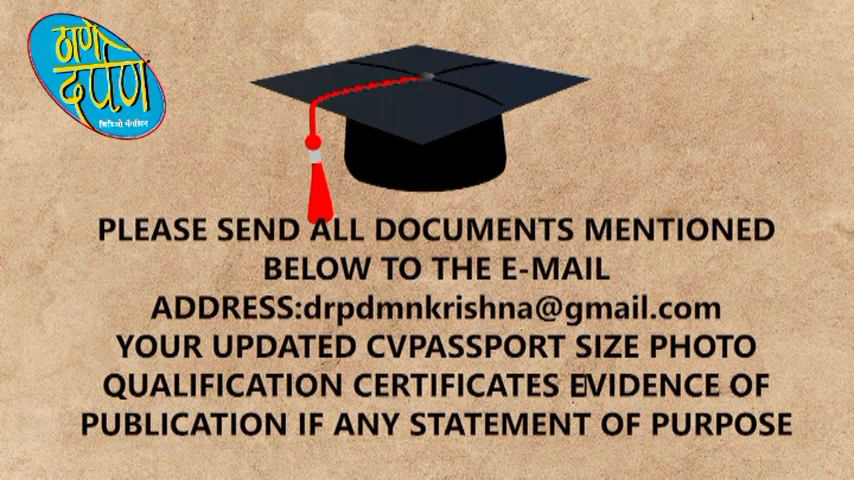 ठाणे
दर्पण
व्हिडिओ मॅगझिन
PLEASE SEND ALL DOCUMENTS MENTIONED
BELOW TO THE E-MAIL
ADDRESS:drpdmnkrishna@gmail.com
YOUR UPDATED CVPASSPORT SIZE PHOTO
QUALIFICATION CERTIFICATES EVIDENCE OF
PUBLICATION IF ANY STATEMENT OF PURPOSE